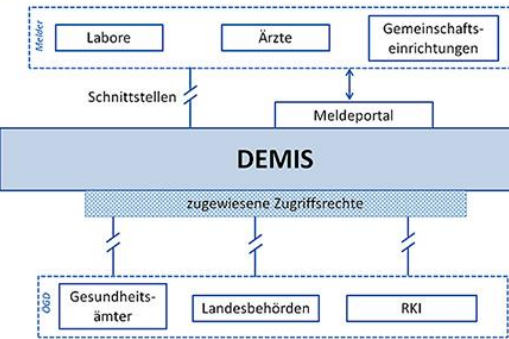 Melder
Labore
Ärzte
Gemeinschafts-
einrichtungen
Schnittstellen
Meldeportal
DEMIS
zugewiesene Zugriffsrechte
ÖGD
Gesundheits-
ämter
Landesbehörden
RKI